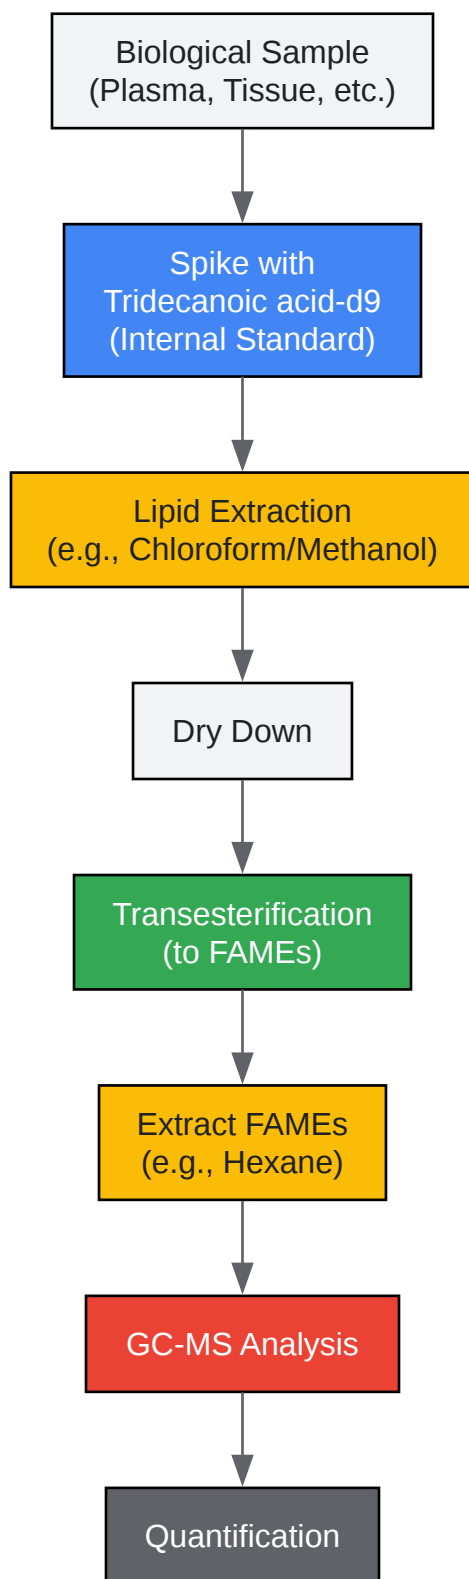 Biological Sample
(Plasma, Tissue, etc.)
Spike with
Tridecanoic acid-d9
(Internal Standard)
Lipid Extraction
(e.g., Chloroform/Methanol)
Dry Down
Transesterification
(to FAMEs)
Extract FAMEs
(e.g., Hexane)
GC-MS Analysis
Quantification